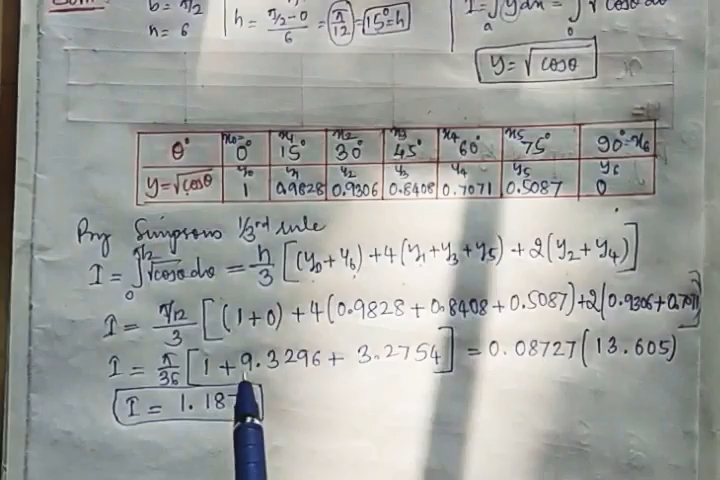 b = π/2
n = 6
h = (π/2 - 0)/6 = π/12 = 15° = h
y = √cosθ
θ° x₀= 0° x₁ 15° x₂ 30° x₃ 45° x₄ 60° x₅ 75° 90°=x₆
y=√cosθ y₀ 1 y₁ 0.9828 y₂ 0.9306 y₃ 0.8408 y₄ 0.7071 y₅ 0.5087 y₆ 0
By Simpsons 1/3rd rule
I = ∫₀^π/2 √cosθ dθ = h/3 [(y₀+y₆) + 4(y₁+y₃+y₅) + 2(y₂+y₄)]
I = (π/12)/3 [(1+0) + 4(0.9828+0.8408+0.5087) + 2(0.9306+0.7071)]
I = π/36 [1 + 9.3296 + 3.2754] = 0.08727(13.605)
I = 1.18